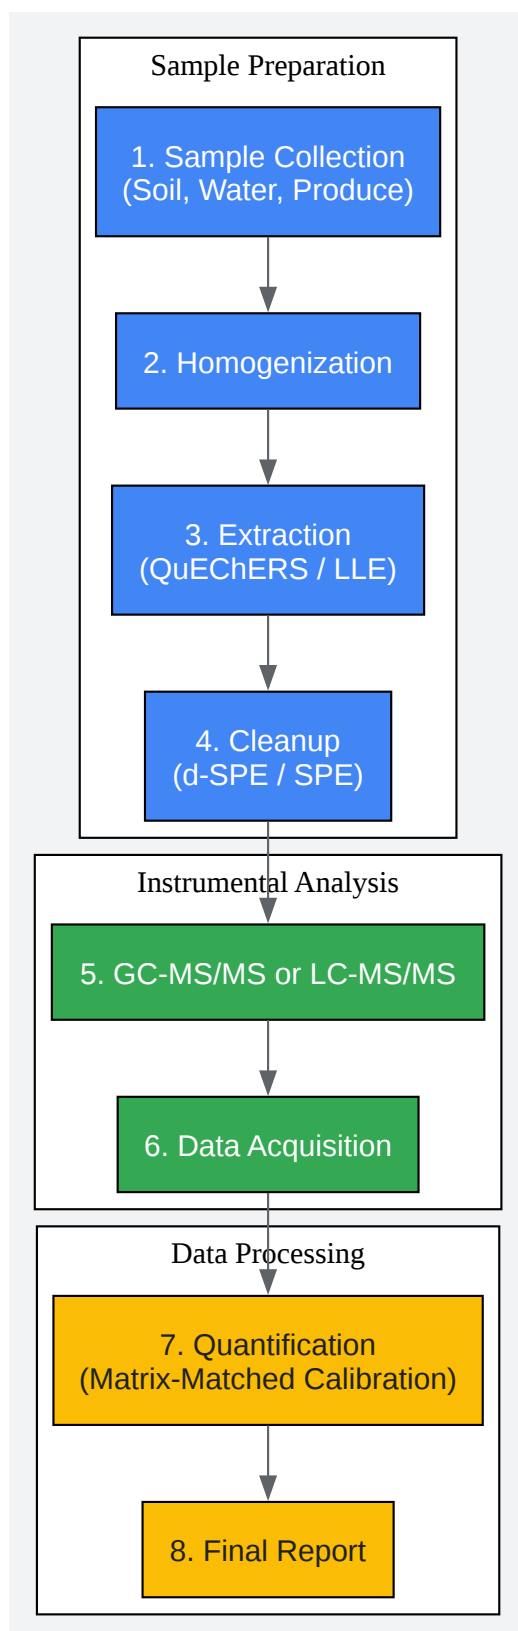 Sample Preparation
1. Sample Collection
(Soil, Water, Produce)
2. Homogenization
3. Extraction
(QuEChERS / LLE)
4. Cleanup
(d-SPE / SPE)
Instrumental Analysis
5. GC-MS/MS or LC-MS/MS
6. Data Acquisition
Data Processing
7. Quantification
(Matrix-Matched Calibration)
8. Final Report